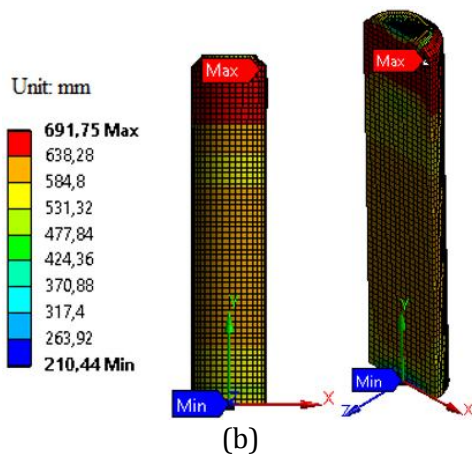 Unit: mm
691,75 Max
638,28
584,8
531,32
477,84
424,36
370,88
317,4
263,92
210,44 Min
Max
Y
X
Min
Max
Y
Z
X
Min
(b)